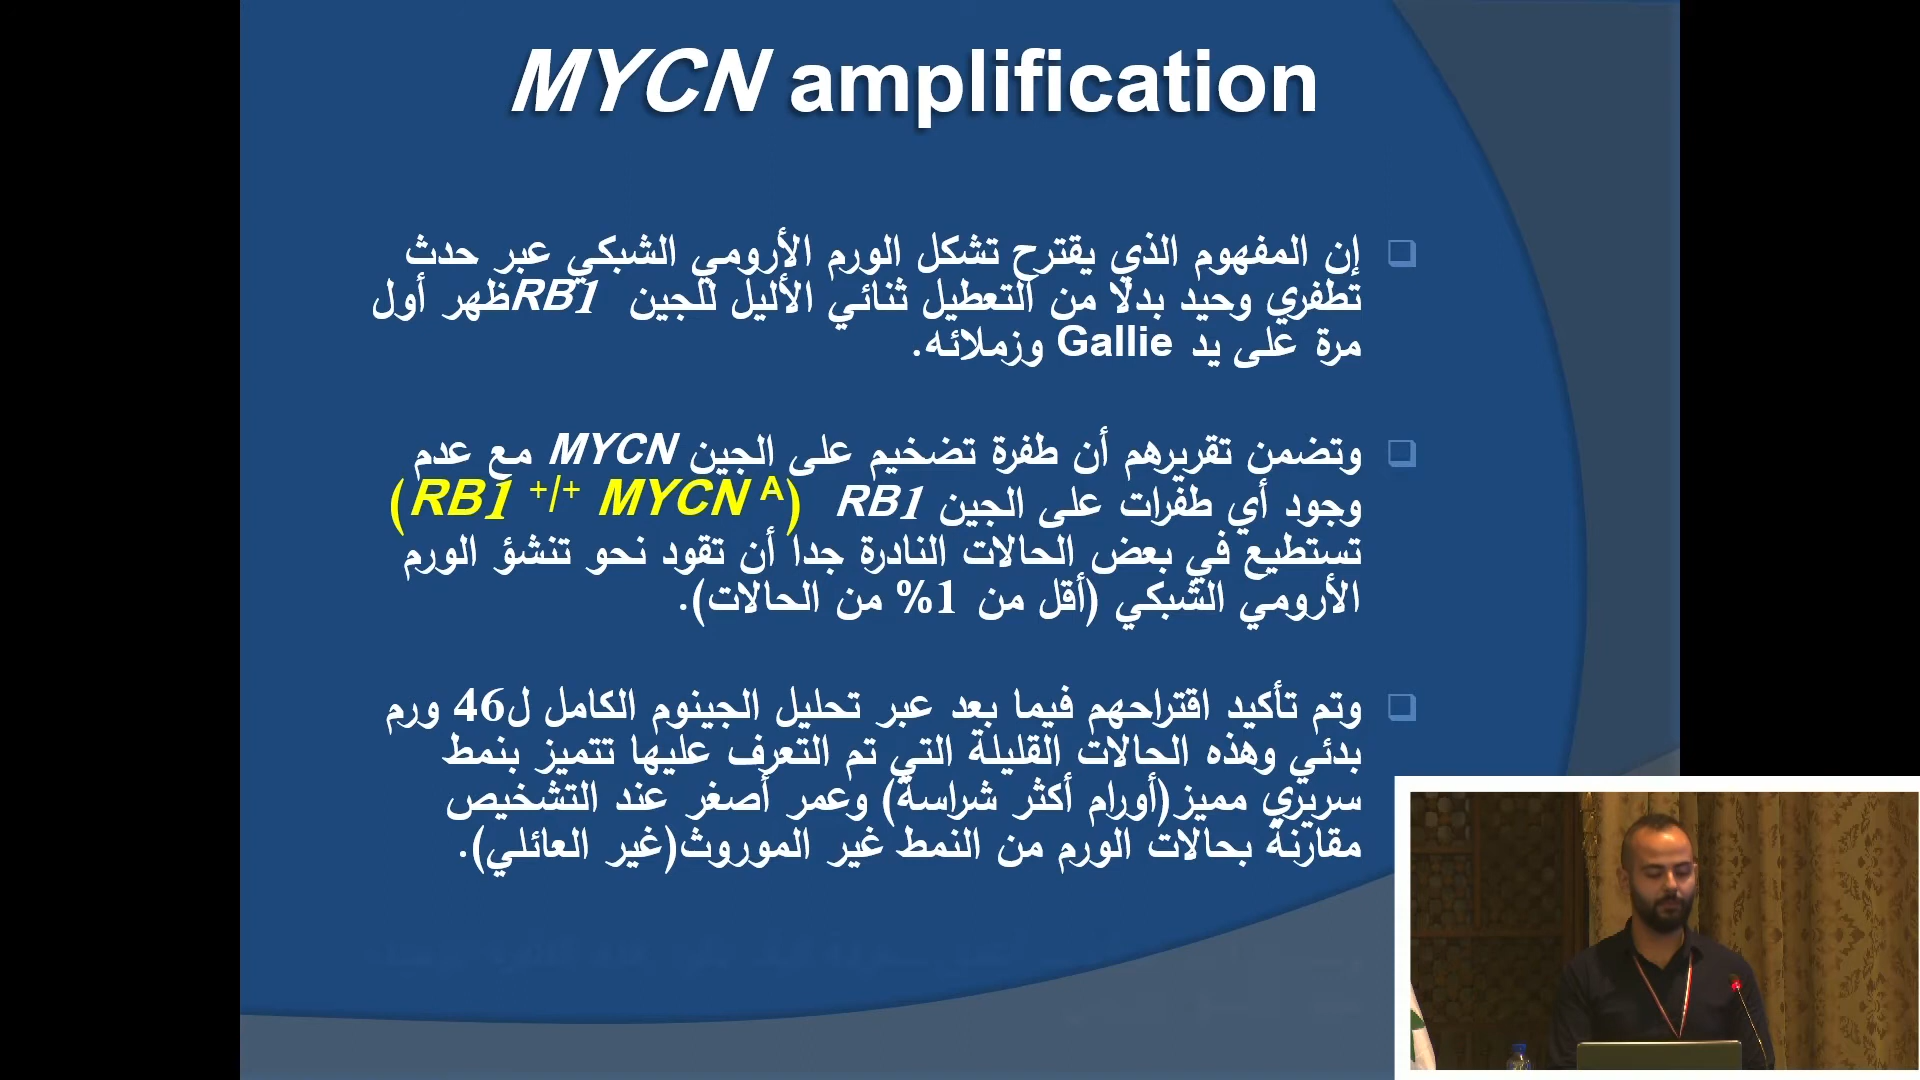 MYCN amplification
إن المفهوم الذي يقترح تشكل الورم الأرومي الشبكي عبر حدث
تطفري وحيد بدلا من التعطيل ثنائي الأليل للجين RB1ظهر أول
مرة على يد Gallie وزملائه.
وتضمن تقريرهم أن طفرة تضخيم على الجين MYCN مع عدم
وجود أي طفرات على الجين RB1 (RB1 +/+ MYCN A)
تستطيع في بعض الحالات النادرة جدا أن تقود نحو تنشؤ الورم
الأرومي الشبكي (أقل من 1% من الحالات).
وتم تأكيد اقتراحهم فيما بعد عبر تحليل الجينوم الكامل ل46 ورم
بدئي وهذه الحالات القليلة التي تم التعرف عليها تتميز بنمط
سريري مميز(أورام أكثر شراسة) وعمر أصغر عند التشخيص
مقارنة بحالات الورم من النمط غير الموروث(غير العائلي).